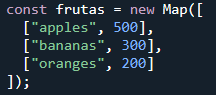 const frutas = new Map([
  ["apples", 500],
  ["bananas", 300],
  ["oranges", 200]
]);